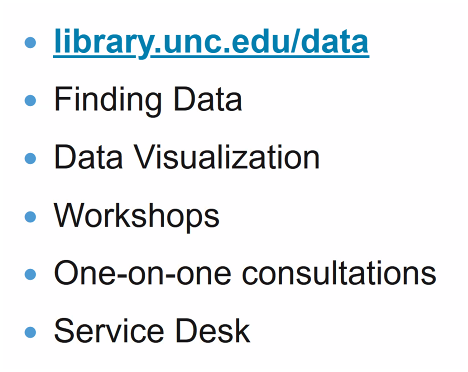 library.unc.edu/data
Finding Data
Data Visualization
Workshops
One-on-one consultations
Service Desk